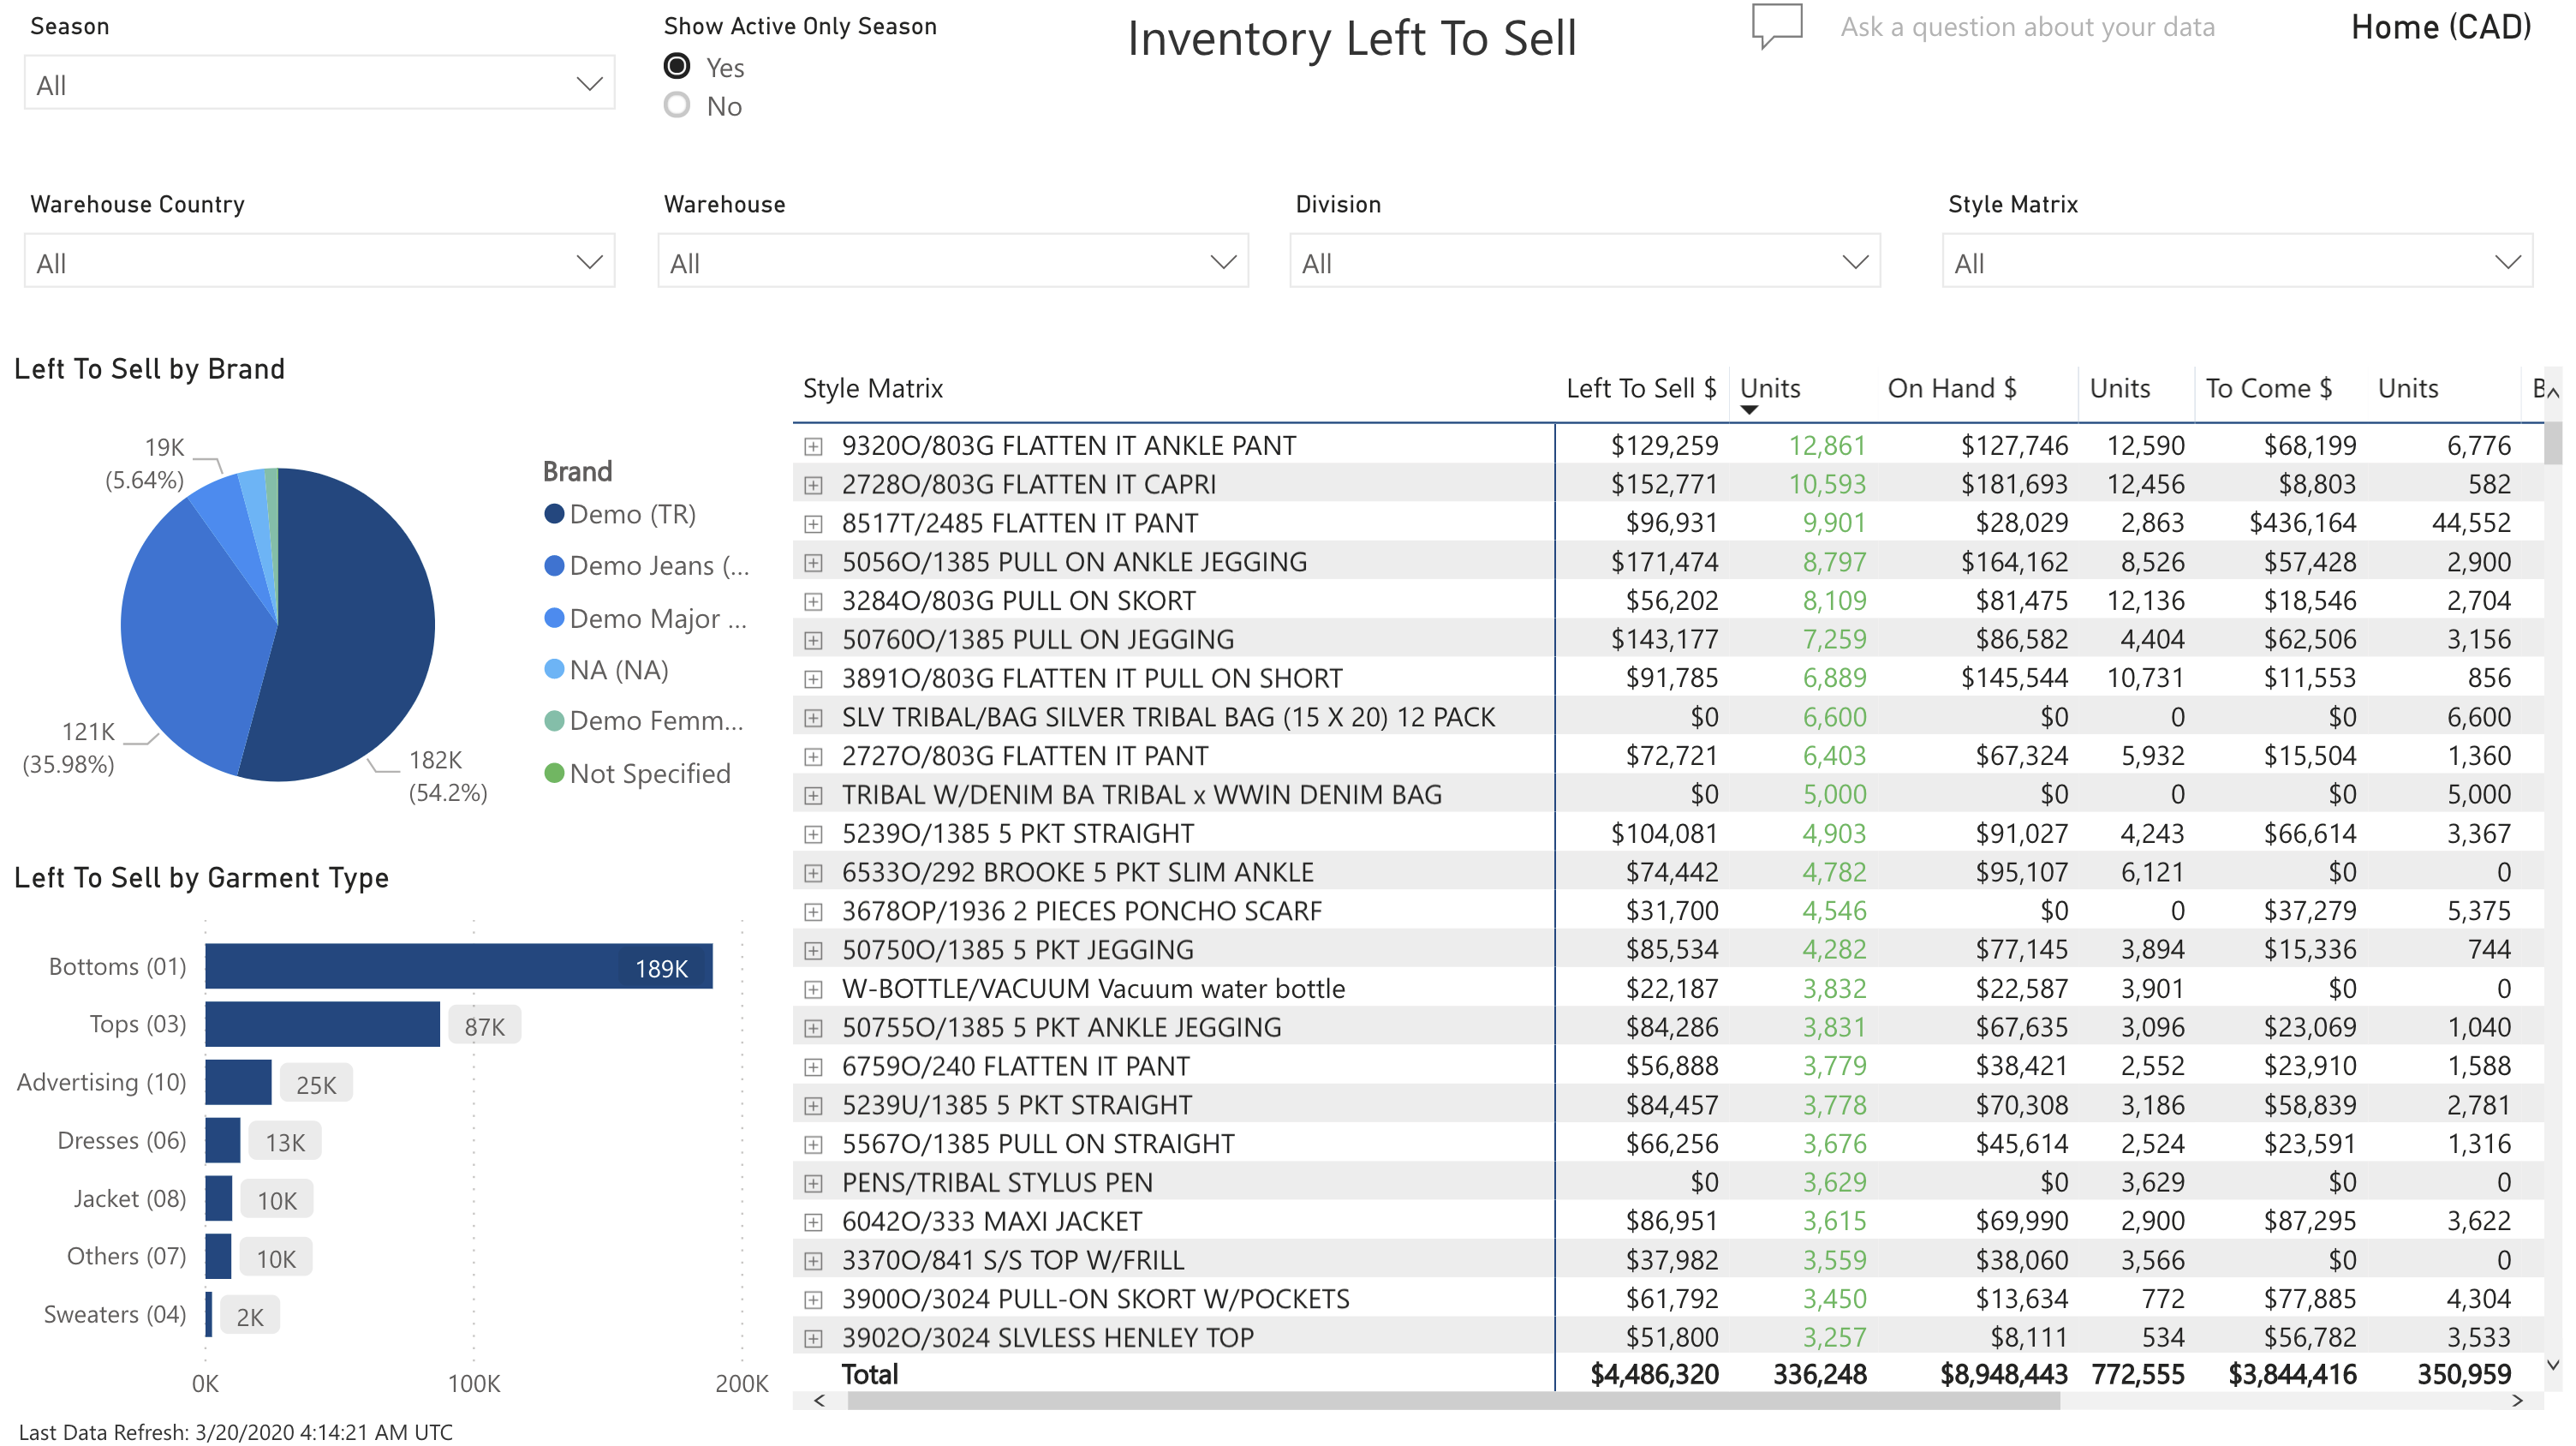 Season
Show Active Only Season
Inventory Left To Sell
Ask a question about your data
Home (CAD)
All
Yes
No
Warehouse Country
Warehouse
Division
Style Matrix
All
All
All
All
Left To Sell by Brand
19K
(5.64%)
121K
(35.98%)
182K
(54.2%)
Brand
Demo (TR)
Demo Jeans (...
Demo Major ...
NA (NA)
Demo Femm...
Not Specified
Left To Sell by Garment Type
Bottoms (01) 189K
Tops (03) 87K
Advertising (10) 25K
Dresses (06) 13K
Jacket (08) 10K
Others (07) 10K
Sweaters (04) 2K
0K 100K 200K
Style Matrix Left To Sell $ Units On Hand $ Units To Come $ Units B
9320O/803G FLATTEN IT ANKLE PANT $129,259 12,861 $127,746 12,590 $68,199 6,776
2728O/803G FLATTEN IT CAPRI $152,771 10,593 $181,693 12,456 $8,803 582
8517T/2485 FLATTEN IT PANT $96,931 9,901 $28,029 2,863 $436,164 44,552
5056O/1385 PULL ON ANKLE JEGGING $171,474 8,797 $164,162 8,526 $57,428 2,900
3284O/803G PULL ON SKORT $56,202 8,109 $81,475 12,136 $18,546 2,704
50760O/1385 PULL ON JEGGING $143,177 7,259 $86,582 4,404 $62,506 3,156
3891O/803G FLATTEN IT PULL ON SHORT $91,785 6,889 $145,544 10,731 $11,553 856
SLV TRIBAL/BAG SILVER TRIBAL BAG (15 X 20) 12 PACK $0 6,600 $0 0 $0 6,600
2727O/803G FLATTEN IT PANT $72,721 6,403 $67,324 5,932 $15,504 1,360
TRIBAL W/DENIM BA TRIBAL x WWIN DENIM BAG $0 5,000 $0 0 $0 5,000
5239O/1385 5 PKT STRAIGHT $104,081 4,903 $91,027 4,243 $66,614 3,367
6533O/292 BROOKE 5 PKT SLIM ANKLE $74,442 4,782 $95,107 6,121 $0 0
3678OP/1936 2 PIECES PONCHO SCARF $31,700 4,546 $0 0 $37,279 5,375
50750O/1385 5 PKT JEGGING $85,534 4,282 $77,145 3,894 $15,336 744
W-BOTTLE/VACUUM Vacuum water bottle $22,187 3,832 $22,587 3,901 $0 0
50755O/1385 5 PKT ANKLE JEGGING $84,286 3,831 $67,635 3,096 $23,069 1,040
6759O/240 FLATTEN IT PANT $56,888 3,779 $38,421 2,552 $23,910 1,588
5239U/1385 5 PKT STRAIGHT $84,457 3,778 $70,308 3,186 $58,839 2,781
5567O/1385 PULL ON STRAIGHT $66,256 3,676 $45,614 2,524 $23,591 1,316
PENS/TRIBAL STYLUS PEN $0 3,629 $0 3,629 $0 0
6042O/333 MAXI JACKET $86,951 3,615 $69,990 2,900 $87,295 3,622
3370O/841 S/S TOP W/FRILL $37,982 3,559 $38,060 3,566 $0 0
3900O/3024 PULL-ON SKORT W/POCKETS $61,792 3,450 $13,634 772 $77,885 4,304
3902O/3024 SLVLESS HENLEY TOP $51,800 3,257 $8,111 534 $56,782 3,533
Total $4,486,320 336,248 $8,948,443 772,555 $3,844,416 350,959
Last Data Refresh: 3/20/2020 4:14:21 AM UTC